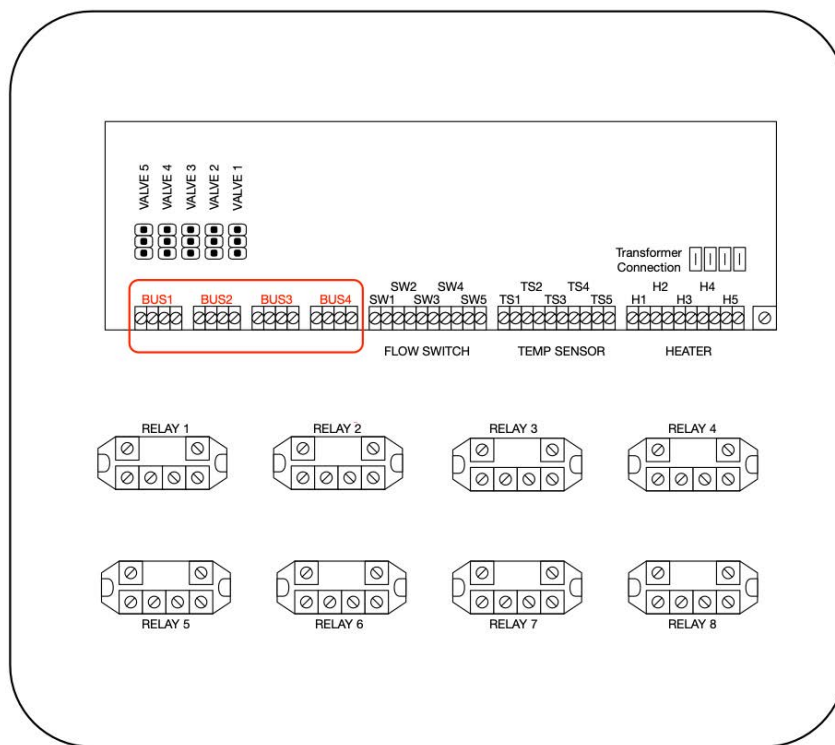 VALVE 5
VALVE 4
VALVE 3
VALVE 2
VALVE 1
Transformer
Connection
BUS1 BUS2 BUS3 BUS4
SW2 SW4
SW1 SW3 SW5
TS2 TS4
TS1 TS3 TS5
H2 H4
H1 H3 H5
FLOW SWITCH TEMP SENSOR HEATER
RELAY 1 RELAY 2 RELAY 3 RELAY 4
RELAY 5 RELAY 6 RELAY 7 RELAY 8